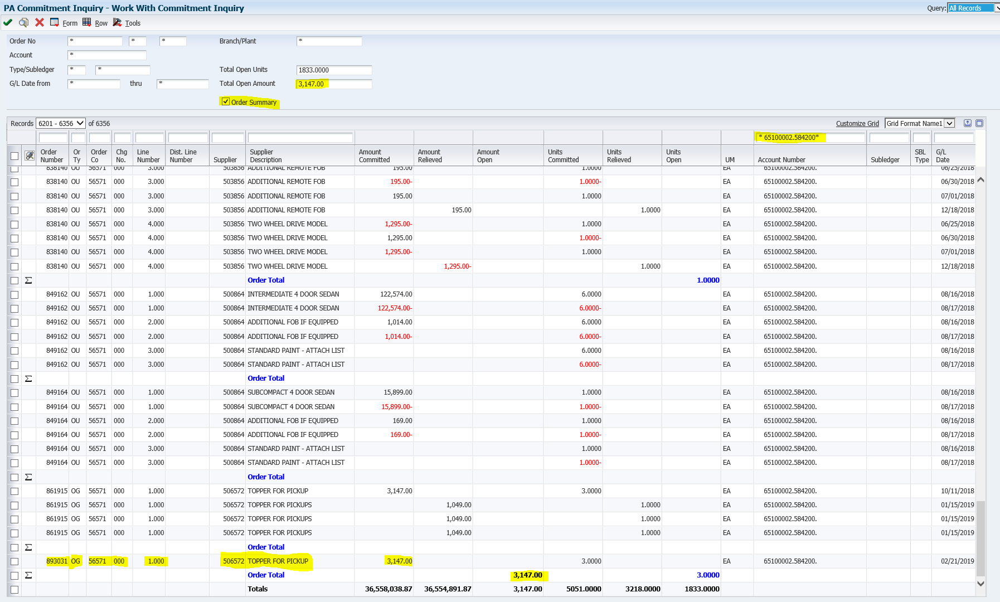 PA Commitment Inquiry - Work With Commitment Inquiry
Query: All Records
Form Row Tools
Order No * * * Branch/Plant *
Account *
Type/Subledger * * Total Open Units 1833.0000
G/L Date from * thru * Total Open Amount 3,147.00
Order Summary
Records 6201 - 6356 of 6356 Customize Grid Grid Format Name1
* 65100002.584200*
Order Number Or Ty Order Co Chg No. Line Number Dist. Line Number Supplier Supplier Description Amount Committed Amount Relieved Amount Open Units Committed Units Relieved Units Open UM Account Number Subledger SBL Type G/L Date
838140 OU 56571 000 3.000 503856 ADDITIONAL REMOTE FOB 195.00 1.0000 EA 65100002.584200. 06/25/2018
838140 OU 56571 000 3.000 503856 ADDITIONAL REMOTE FOB 195.00- 1.0000- EA 65100002.584200. 06/30/2018
838140 OU 56571 000 3.000 503856 ADDITIONAL REMOTE FOB 195.00 1.0000 EA 65100002.584200. 07/01/2018
838140 OU 56571 000 3.000 503856 ADDITIONAL REMOTE FOB 195.00 1.0000 EA 65100002.584200. 12/18/2018
838140 OU 56571 000 4.000 503856 TWO WHEEL DRIVE MODEL 1,295.00- 1.0000 EA 65100002.584200. 06/25/2018
838140 OU 56571 000 4.000 503856 TWO WHEEL DRIVE MODEL 1,295.00 1.0000- EA 65100002.584200. 06/30/2018
838140 OU 56571 000 4.000 503856 TWO WHEEL DRIVE MODEL 1,295.00- 1.0000 EA 65100002.584200. 07/01/2018
838140 OU 56571 000 4.000 503856 TWO WHEEL DRIVE MODEL 1,295.00- 1.0000 EA 65100002.584200. 12/18/2018
Σ Order Total 1.0000
849162 OU 56571 000 1.000 500864 INTERMEDIATE 4 DOOR SEDAN 122,574.00 6.0000 EA 65100002.584200. 08/16/2018
849162 OU 56571 000 1.000 500864 INTERMEDIATE 4 DOOR SEDAN 122,574.00- 6.0000- EA 65100002.584200. 08/17/2018
849162 OU 56571 000 2.000 500864 ADDITIONAL FOB IF EQUIPPED 1,014.00 6.0000 EA 65100002.584200. 08/16/2018
849162 OU 56571 000 2.000 500864 ADDITIONAL FOB IF EQUIPPED 1,014.00- 6.0000- EA 65100002.584200. 08/17/2018
849162 OU 56571 000 3.000 500864 STANDARD PAINT - ATTACH LIST 6.0000 EA 65100002.584200. 08/16/2018
849162 OU 56571 000 3.000 500864 STANDARD PAINT - ATTACH LIST 6.0000- EA 65100002.584200. 08/17/2018
Σ Order Total
849164 OU 56571 000 1.000 500864 SUBCOMPACT 4 DOOR SEDAN 15,899.00 1.0000 EA 65100002.584200. 08/16/2018
849164 OU 56571 000 1.000 500864 SUBCOMPACT 4 DOOR SEDAN 15,899.00- 1.0000- EA 65100002.584200. 08/17/2018
849164 OU 56571 000 2.000 500864 ADDITIONAL FOB IF EQUIPPED 169.00 1.0000 EA 65100002.584200. 08/16/2018
849164 OU 56571 000 2.000 500864 ADDITIONAL FOB IF EQUIPPED 169.00- 1.0000- EA 65100002.584200. 08/17/2018
849164 OU 56571 000 3.000 500864 STANDARD PAINT - ATTACH LIST 1.0000 EA 65100002.584200. 08/16/2018
849164 OU 56571 000 3.000 500864 STANDARD PAINT - ATTACH LIST 1.0000- EA 65100002.584200. 08/17/2018
Σ Order Total
861915 OG 56571 000 1.000 506572 TOPPER FOR PICKUP 3,147.00 3.0000 EA 65100002.584200. 10/11/2018
861915 OG 56571 000 1.000 506572 TOPPER FOR PICKUPS 1,049.00 1.0000 EA 65100002.584200. 01/15/2019
861915 OG 56571 000 1.000 506572 TOPPER FOR PICKUPS 1,049.00 1.0000 EA 65100002.584200. 01/15/2019
861915 OG 56571 000 1.000 506572 TOPPER FOR PICKUPS 1,049.00 1.0000 EA 65100002.584200. 01/15/2019
Σ Order Total
893031 OG 56571 000 1.000 506572 TOPPER FOR PICKUP 3,147.00 3.0000 EA 65100002.584200. 02/21/2019
Σ Order Total 3,147.00 3.0000
Totals 36,558,038.87 36,554,891.87 3,147.00 5051.0000 3218.0000 1833.0000